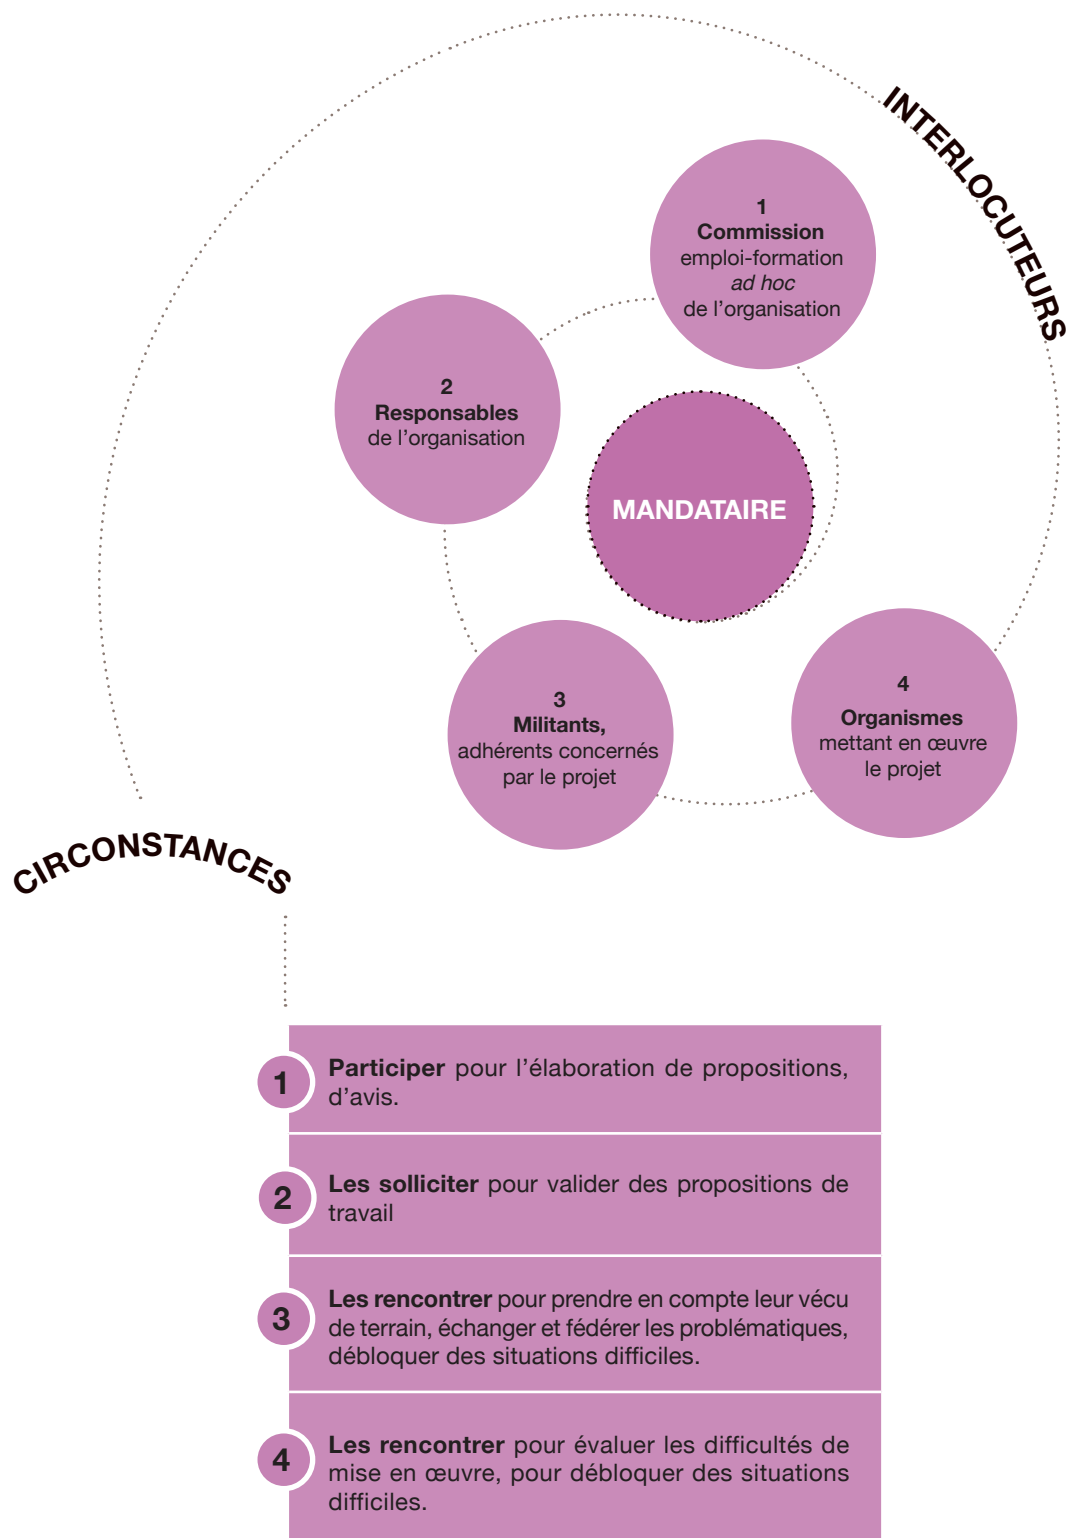 INTERLOCUTEURS
1
Commission
emploi-formation
ad hoc
de l’organisation
2
Responsables
de l’organisation
MANDATAIRE
3
Militants,
adhérents concernés
par le projet
4
Organismes
mettant en œuvre
le projet
CIRCONSTANCES
1
Participer pour l’élaboration de propositions,
d’avis.
2
Les solliciter pour valider des propositions de
travail
3
Les rencontrer pour prendre en compte leur vécu
de terrain, échanger et fédérer les problématiques,
débloquer des situations difficiles.
4
Les rencontrer pour évaluer les difficultés de
mise en œuvre, pour débloquer des situations
difficiles.